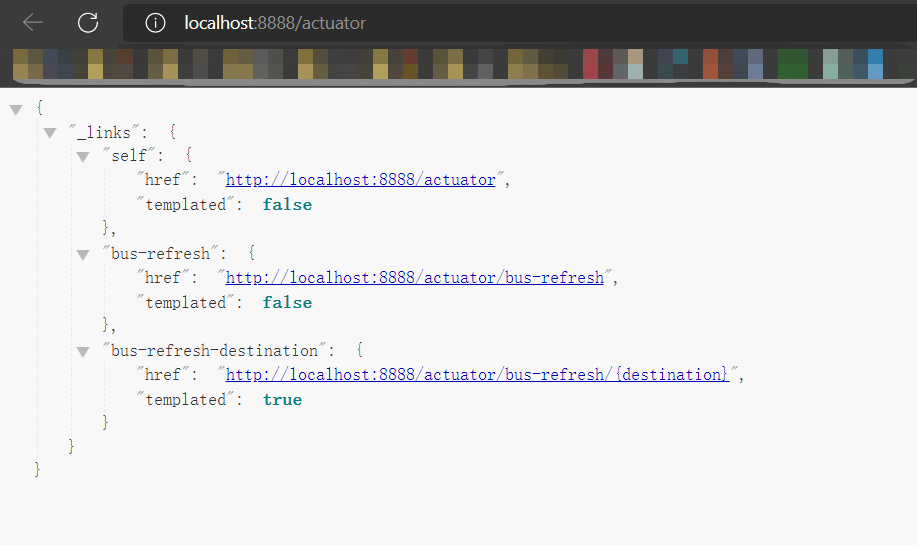 localhost:8888/actuator
{
"_links": {
"self": {
"href": "http://localhost:8888/actuator",
"templated": false
},
"bus-refresh": {
"href": "http://localhost:8888/actuator/bus-refresh",
"templated": false
},
"bus-refresh-destination": {
"href": "http://localhost:8888/actuator/bus-refresh/{destination}",
"templated": true
}
}
}